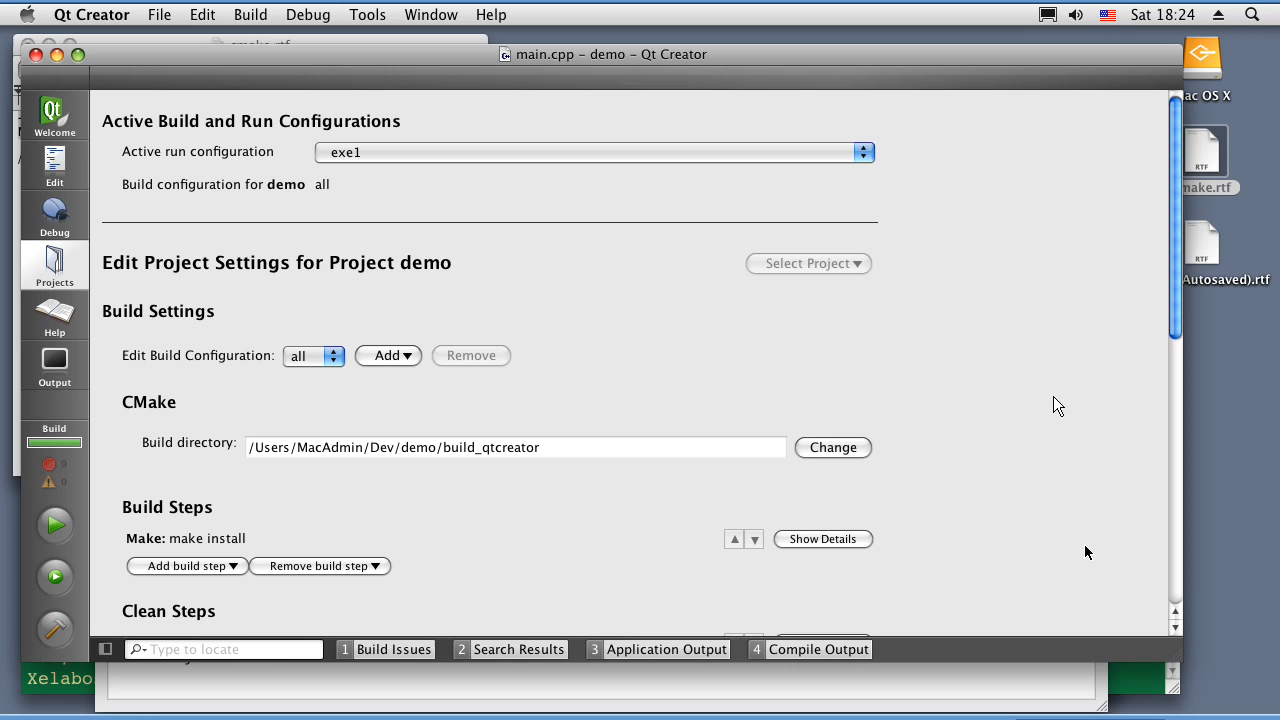 Qt Creator File Edit Build Debug Tools Window Help Sat 18:24
main.cpp – demo – Qt Creator
Mac OS X
Qt
Welcome
Edit
Debug
Projects
Help
Output
Build
0
0
Active Build and Run Configurations
Active run configuration exe1
Build configuration for demo all
Edit Project Settings for Project demo Select Project
Build Settings
Edit Build Configuration: all Add Remove
CMake
Build directory: /Users/MacAdmin/Dev/demo/build_qtcreator Change
Build Steps
Make: make install Show Details
Add build step Remove build step
Clean Steps
Type to locate 1 Build Issues 2 Search Results 3 Application Output 4 Compile Output
RTF
make.rtf
RTF
Autosaved).rtf
Xelabo